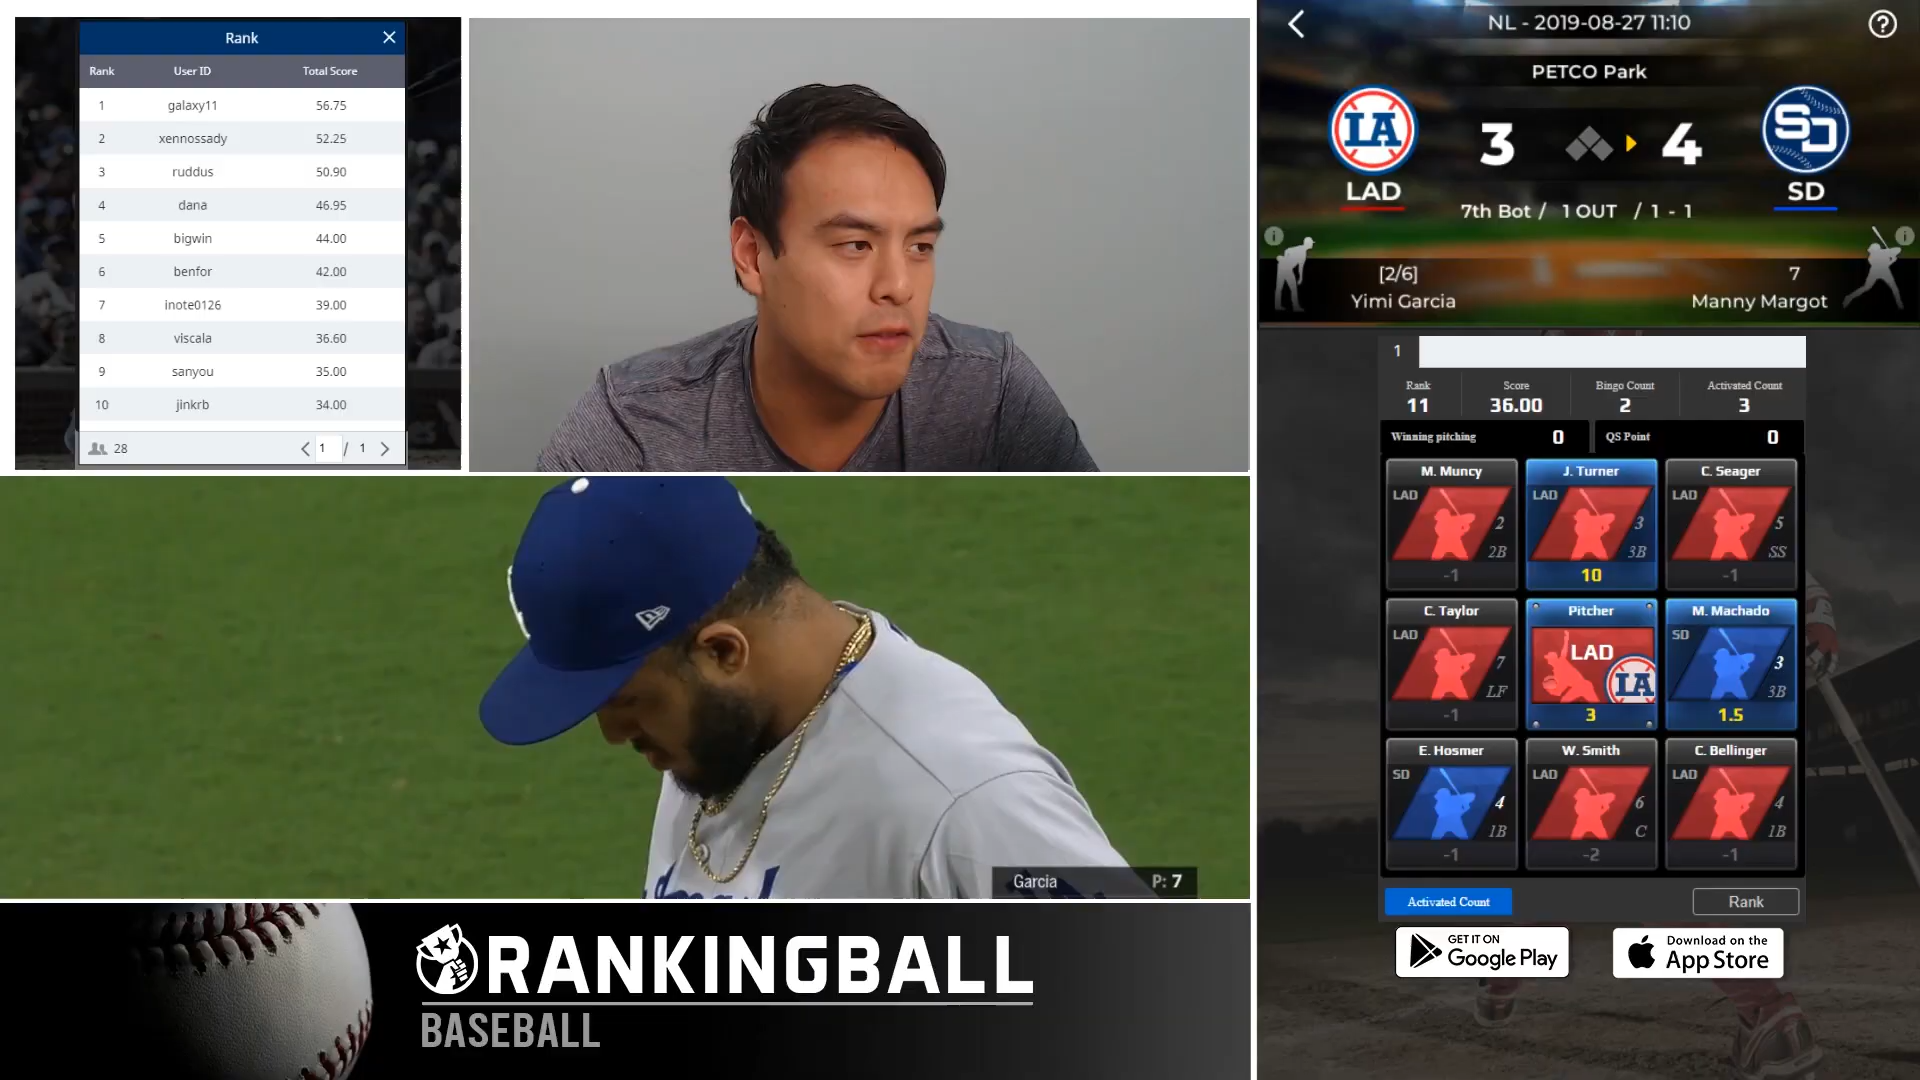 Rank
Rank User ID Total Score
1 galaxy11 56.75
2 xennossady 52.25
3 ruddus 50.90
4 dana 46.95
5 bigwin 44.00
6 benfor 42.00
7 inote0126 39.00
8 viscala 36.60
9 sanyou 35.00
10 jinkrb 34.00
28
1 / 1
Garcia P: 7
RANKINGBALL
BASEBALL
NL - 2019-08-27 11:10
?
PETCO Park
LA
3 4
SD
LAD
SD
7th Bot / 1 OUT / 1 - 1
[2/6]
Yimi Garcia
7
Manny Margot
1
Rank Score Bingo Count Activated Count
11 36.00 2 3
Winning pitching 0
QS Point 0
M. Muncy
LAD
2
2B
-1
J. Turner
LAD
3
3B
10
C. Seager
LAD
5
SS
-1
C. Taylor
LAD
7
LF
-1
Pitcher
LAD
LA
3
M. Machado
SD
3
3B
1.5
E. Hosmer
SD
4
1B
-1
W. Smith
LAD
6
C
-2
C. Bellinger
LAD
4
1B
-1
Activated Count
Rank
GET IT ON
Google Play
Download on the
App Store